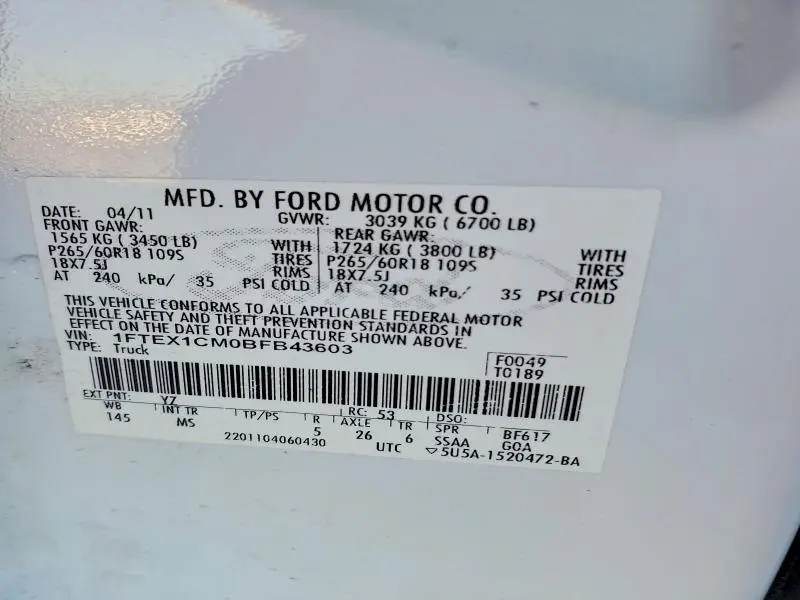 MFD. BY FORD MOTOR CO.
DATE: 04/11 GVWR: 3039 KG ( 6700 LB)
FRONT GAWR: REAR GAWR:
1565 KG ( 3450 LB) WITH 1724 KG ( 3800 LB) WITH
P265/60R18 109S TIRES P265/60R18 109S TIRES
18X7.5J RIMS 18X7.5J RIMS
AT 240 kPa/ 35 PSI COLD AT 240 kPa/ 35 PSI COLD
THIS VEHICLE CONFORMS TO ALL APPLICABLE FEDERAL MOTOR
VEHICLE SAFETY AND THEFT PREVENTION STANDARDS IN
EFFECT ON THE DATE OF MANUFACTURE SHOWN ABOVE.
VIN: 1FTEX1CM0BFB43603 F0049
TYPE: Truck T0189
EXT PNT: YZ RC: 53 DSO:
WB INT TR TP/PS R AXLE TR SPR BF617
145 MS 5 26 6 SSAA GOA
2201104060430 UTC ▽5U5A-1520472-BA